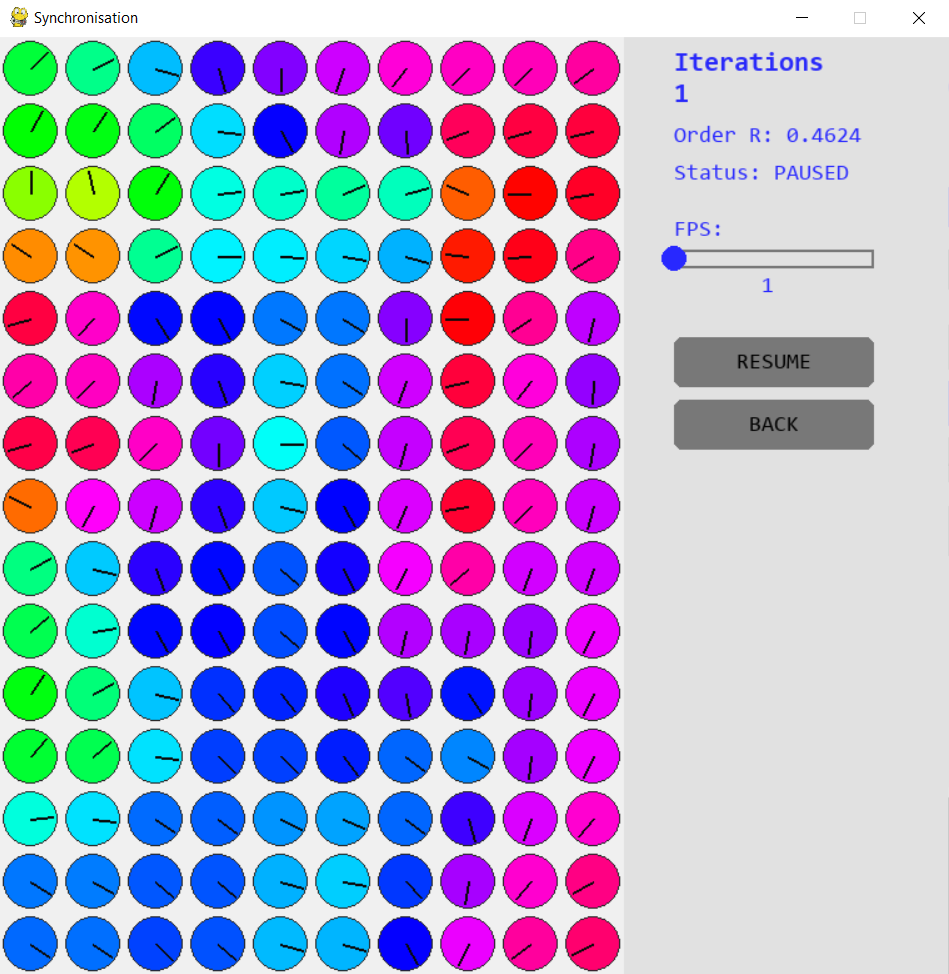 Synchronisation
Iterations
1
Order R: 0.4624
Status: PAUSED
FPS:
1
RESUME
BACK